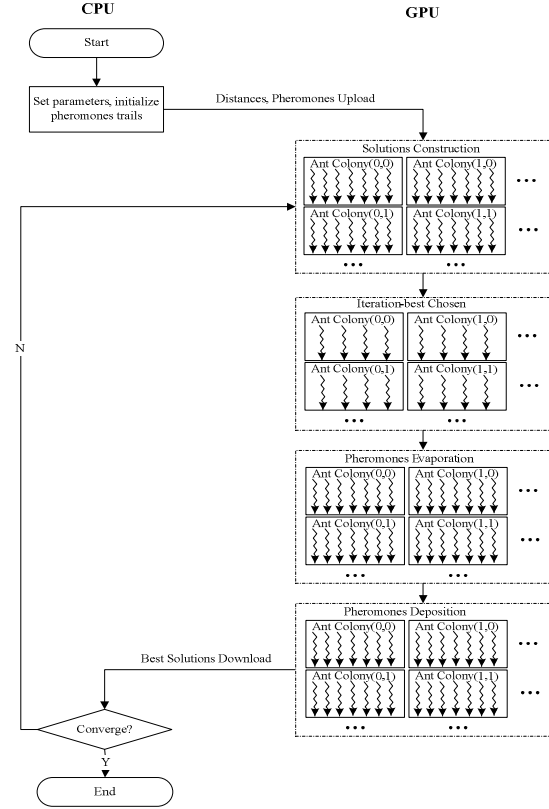 CPU
GPU
Start
Set parameters, initialize
pheromones trails
Distances, Pheromones Upload
Solutions Construction
Ant Colony(0,0)
Ant Colony(1,0)
...
Ant Colony(0,1)
Ant Colony(1,1)
...
...
...
Iteration-best Chosen
Ant Colony(0,0)
Ant Colony(1,0)
...
Ant Colony(0,1)
Ant Colony(1,1)
...
...
...
Pheromones Evaporation
Ant Colony(0,0)
Ant Colony(1,0)
...
Ant Colony(0,1)
Ant Colony(1,1)
...
...
...
Pheromones Deposition
Ant Colony(0,0)
Ant Colony(1,0)
...
Ant Colony(0,1)
Ant Colony(1,1)
...
...
...
Best Solutions Download
N
Converge?
Y
End